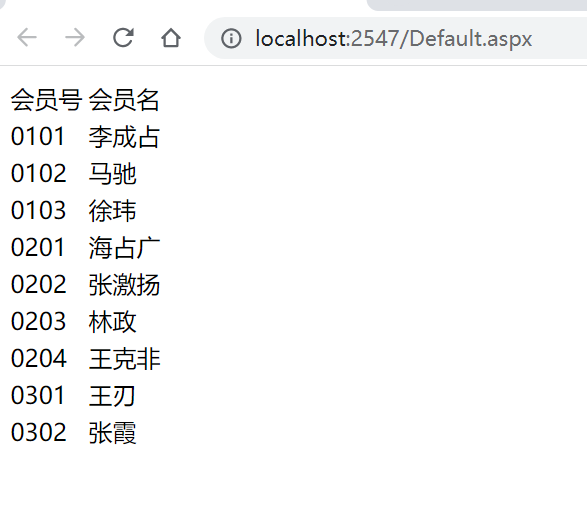 localhost:2547/Default.aspx
会员号 会员名
0101 李成占
0102 马驰
0103 徐玮
0201 海占广
0202 张激扬
0203 林政
0204 王克非
0301 王刃
0302 张霞